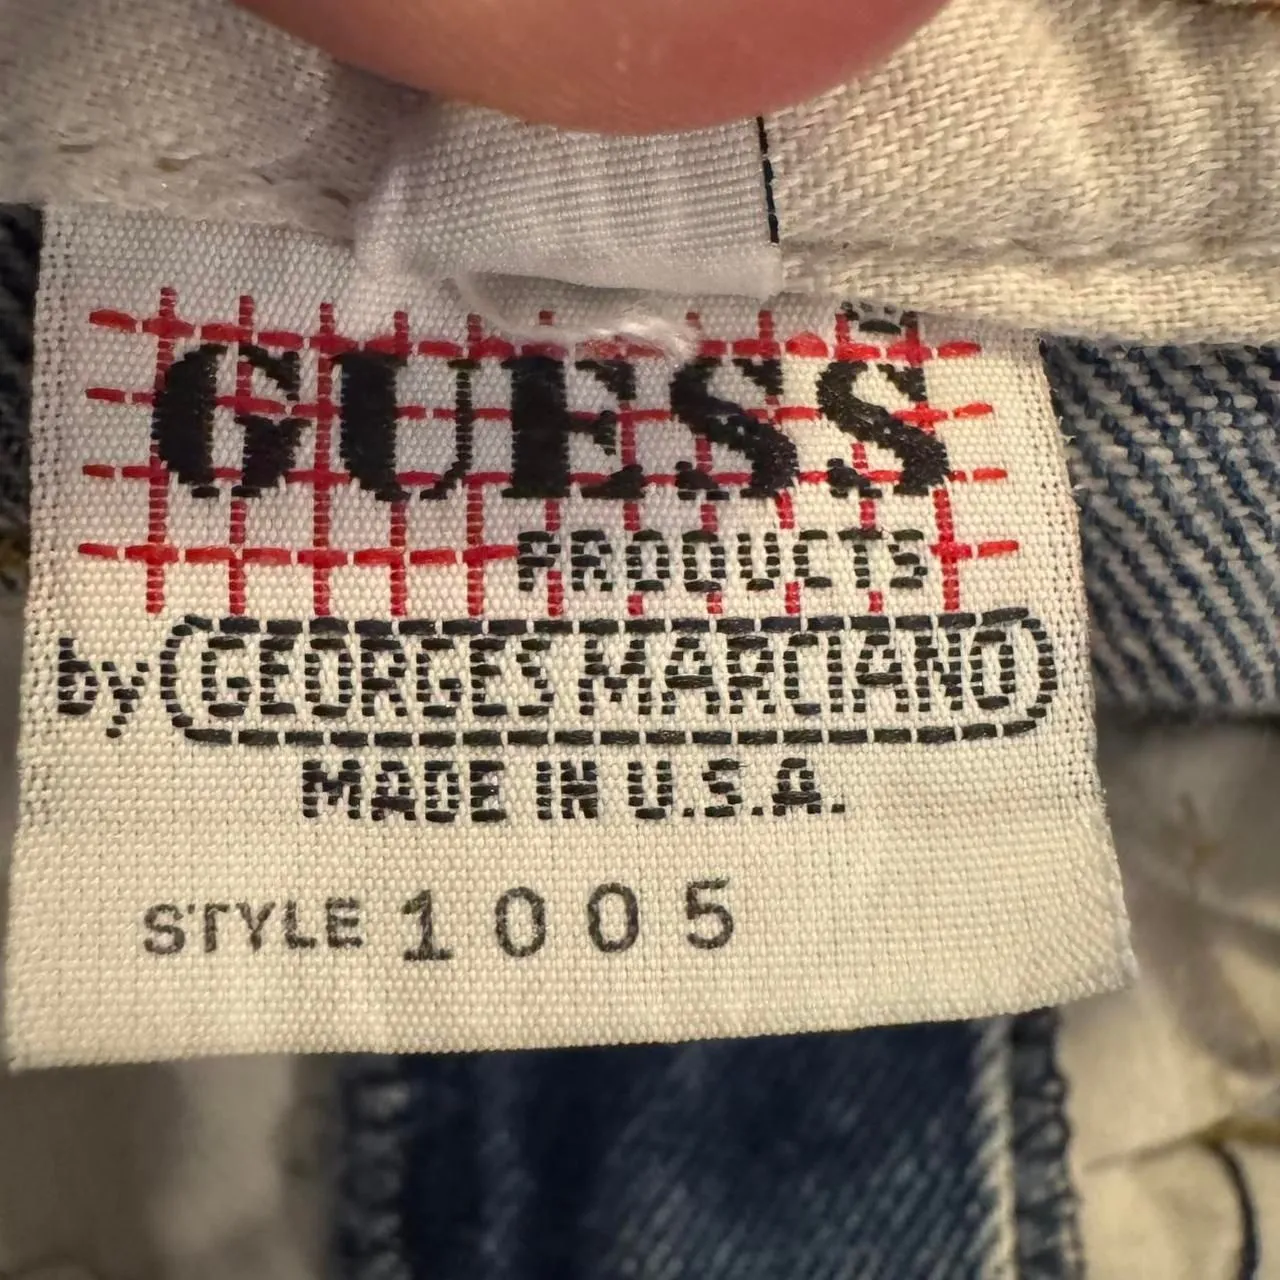 GUESS
PRODUCTS
by GEORGES MARCIANO
MADE IN U.S.A.
STYLE 1005